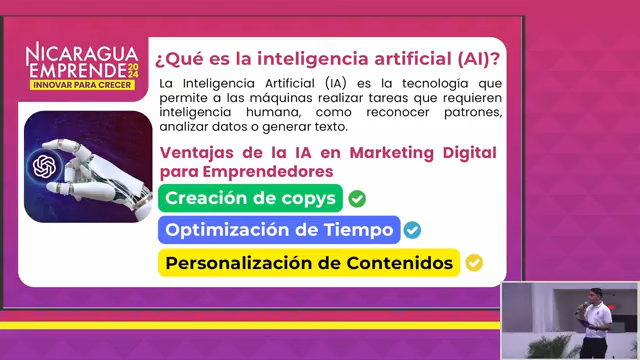 NICARAGUA
EMPRENDE 2024
INNOVAR PARA CRECER
¿Qué es la inteligencia artificial (AI)?
La Inteligencia Artificial (IA) es la tecnología que
permite a las máquinas realizar tareas que requieren
inteligencia humana, como reconocer patrones,
analizar datos o generar texto.
Ventajas de la IA en Marketing Digital
para Emprendedores
Creación de copys
Optimización de Tiempo
Personalización de Contenidos